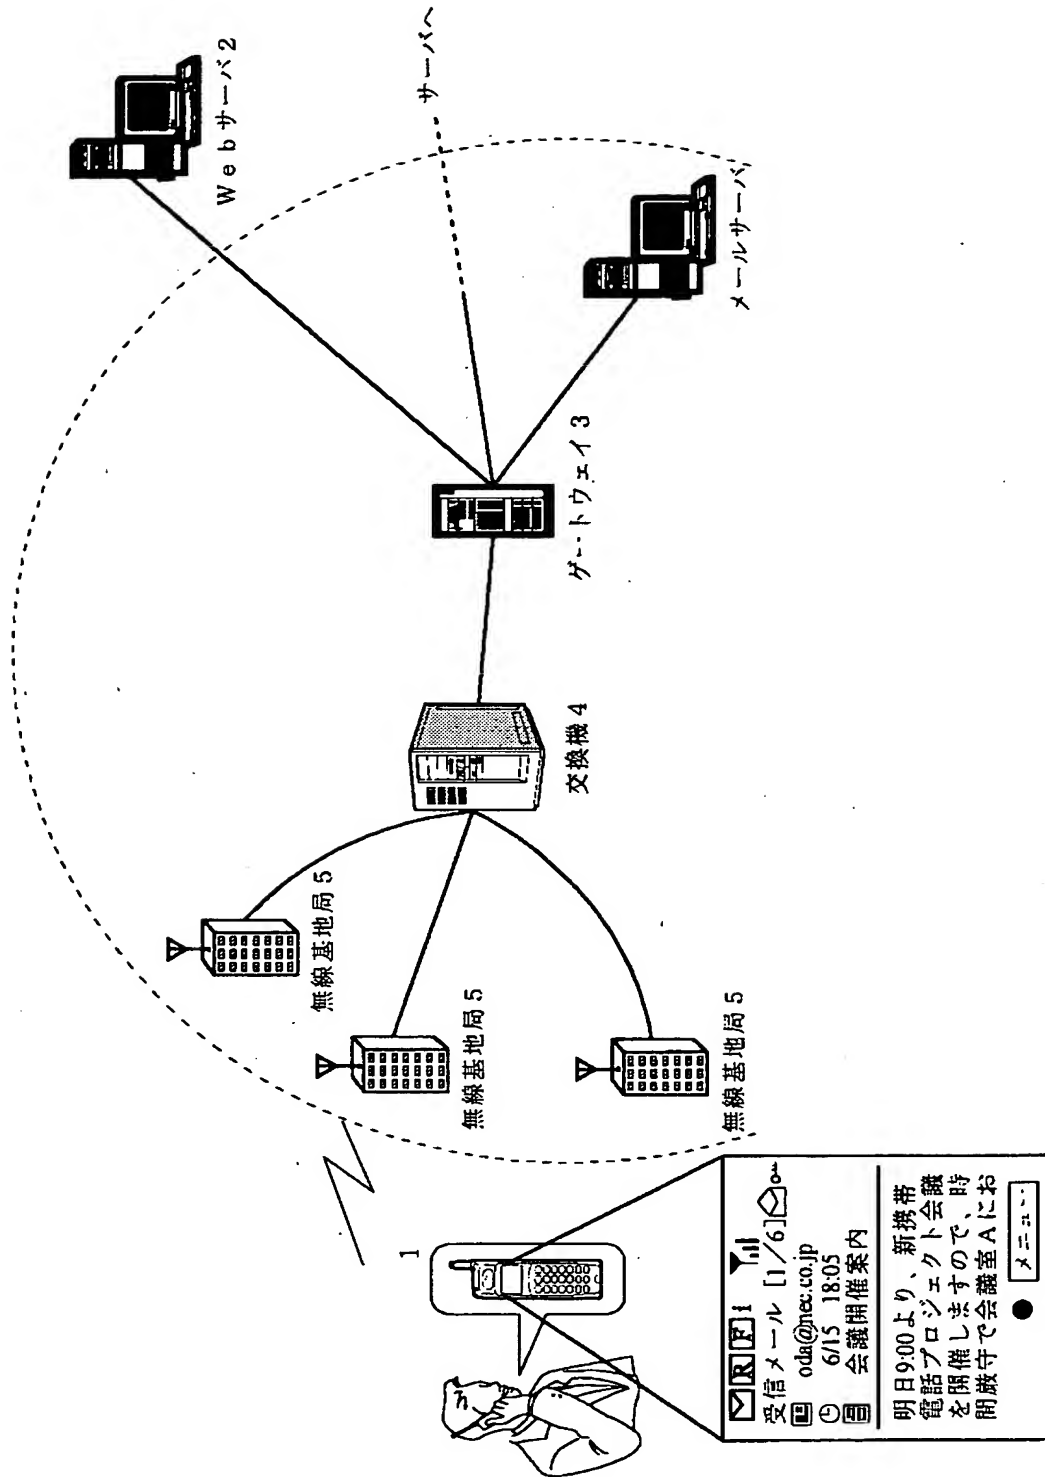 Webサーバ2
サーバへ
メールサーバ
ゲートウェイ3
交換機4
無線基地局5
無線基地局5
無線基地局5
1
R F i
受信メール [1/6]
oda@nec.co.jp
6/15 18:05
会議開催案内
明日9:00より、新携帯
電話プロジェクト会議
を開催しますので、時
間厳守で会議室Aにお
メニュー